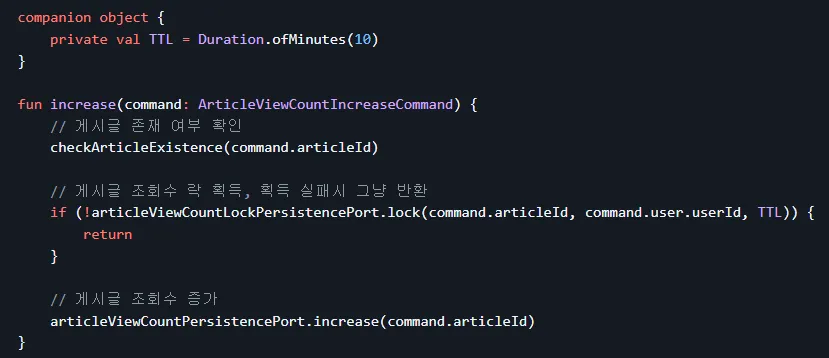 companion object {
    private val TTL = Duration.ofMinutes(10)
}

fun increase(command: ArticleViewCountIncreaseCommand) {
    // 게시글 존재 여부 확인
    checkArticleExistence(command.articleId)

    // 게시글 조회수 락 획득, 획득 실패시 그냥 반환
    if (!articleViewCountLockPersistencePort.lock(command.articleId, command.user.userId, TTL)) {
        return
    }

    // 게시글 조회수 증가
    articleViewCountPersistencePort.increase(command.articleId)
}